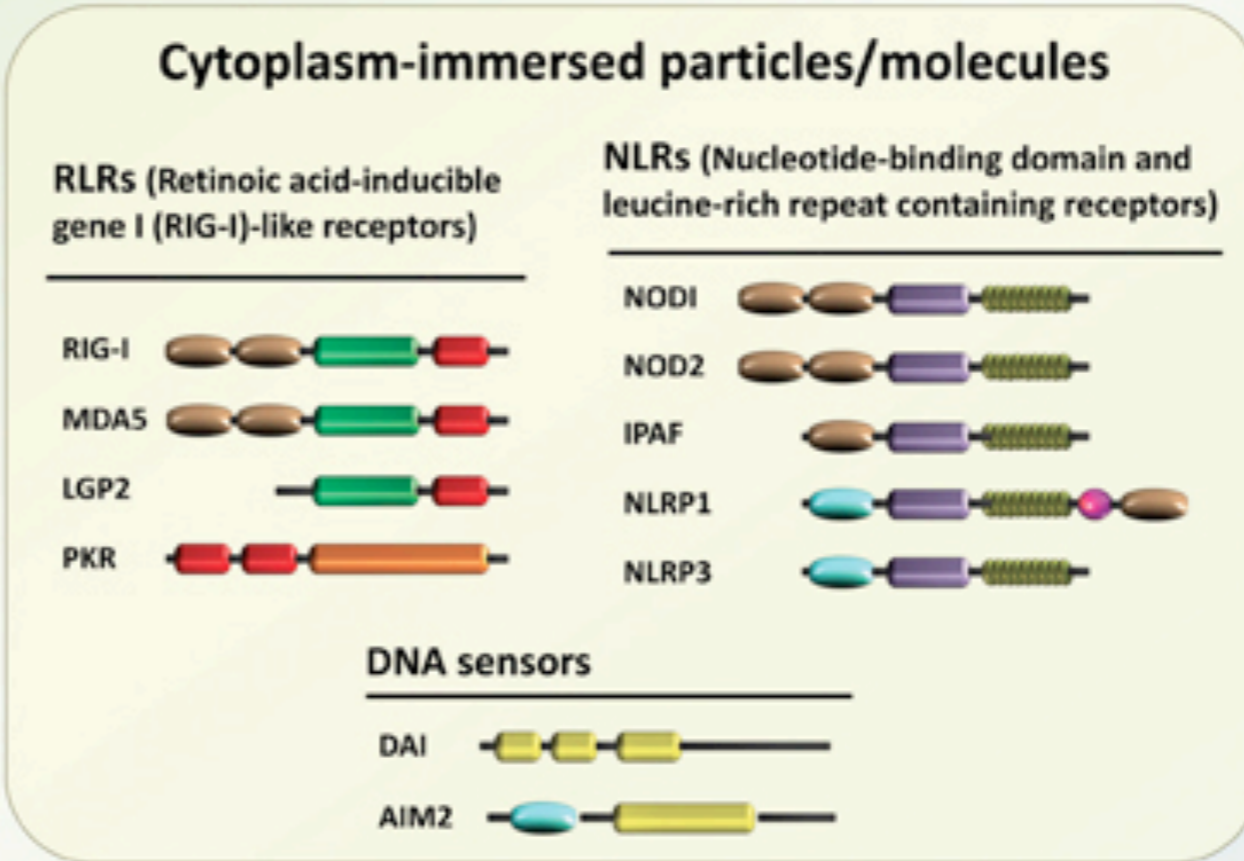 Cytoplasm-immersed particles/molecules
RLRs (Retinoic acid-inducible
gene I (RIG-I)-like receptors)
RIG-I
MDA5
LGP2
PKR
NLRs (Nucleotide-binding domain and
leucine-rich repeat containing receptors)
NODI
NOD2
IPAF
NLRP1
NLRP3
DNA sensors
DAI
AIM2